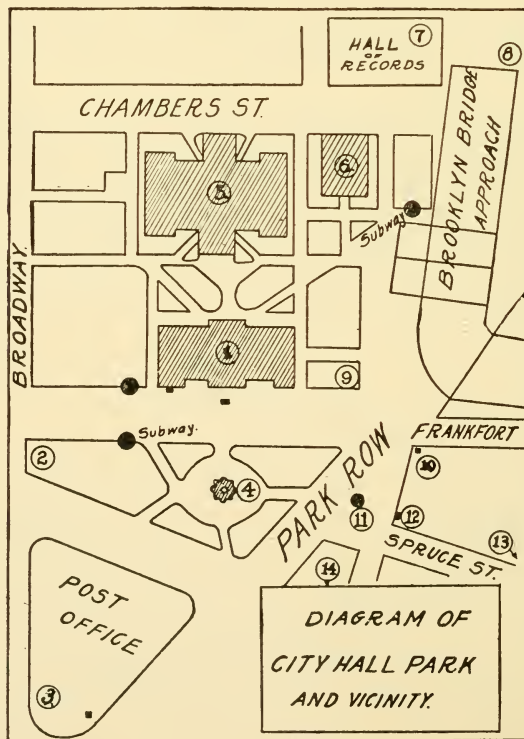 7
HALL
OF
RECORDS
8
CHAMBERS ST.
BROOKLYN BRIDGE
APPROACH
5
6
Subway
BROADWAY.
1
9
FRANKFORT
Subway.
2
10
4
PARK ROW
11
12
13
SPRUCE ST.
14
POST
OFFICE
3
DIAGRAM OF
CITY HALL PARK
AND VICINITY.